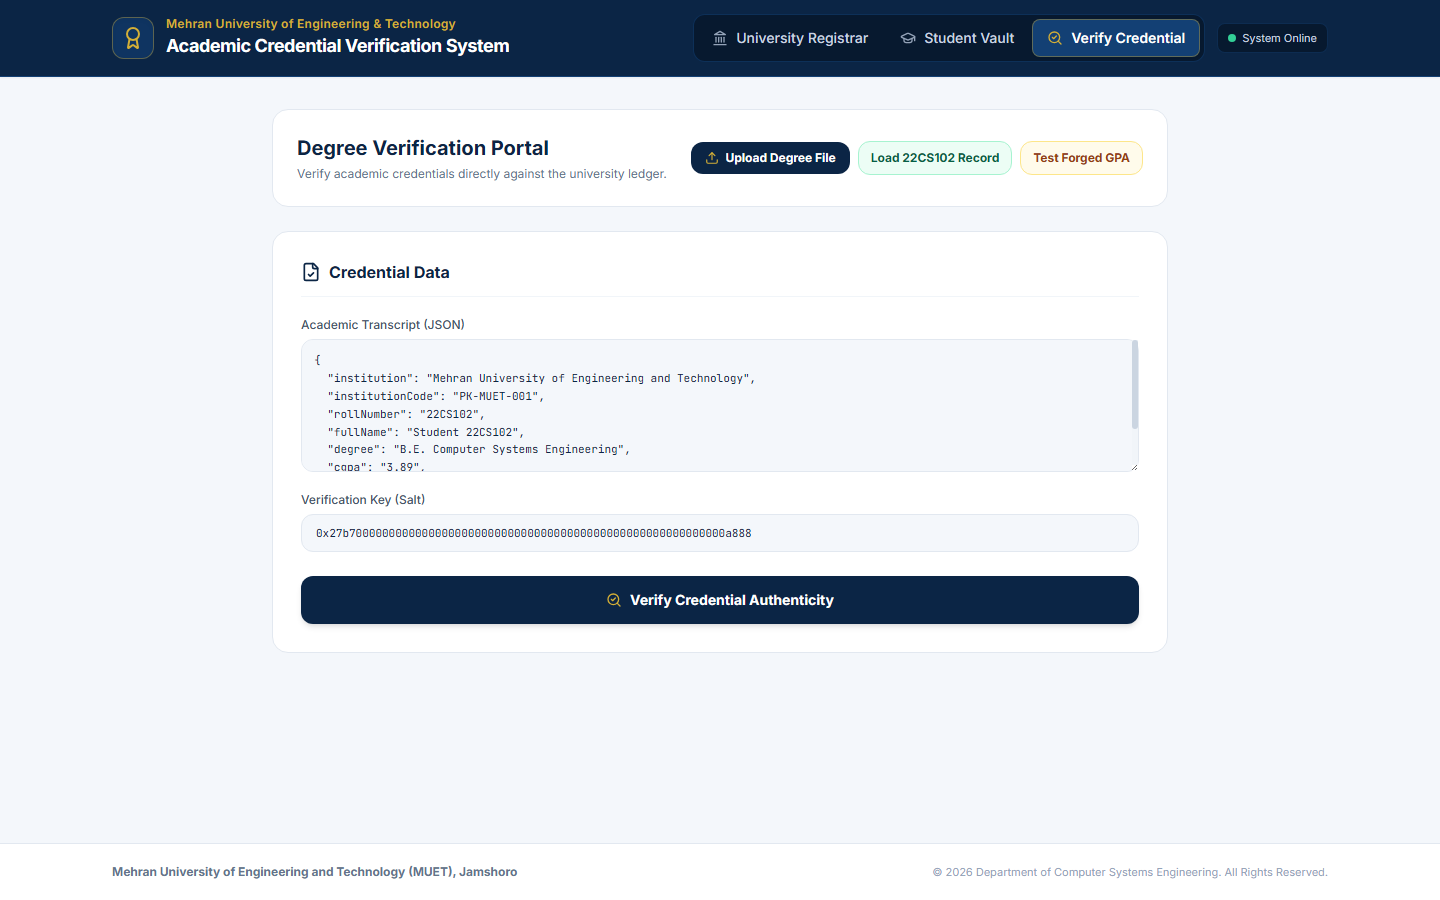 Mehran University of Engineering & Technology
Academic Credential Verification System
University Registrar
Student Vault
Verify Credential
System Online
Degree Verification Portal
Verify academic credentials directly against the university ledger.
Upload Degree File
Load 22CS102 Record
Test Forged GPA
Credential Data
Academic Transcript (JSON)
{
"institution": "Mehran University of Engineering and Technology",
"institutionCode": "PK-MUET-001",
"rollNumber": "22CS102",
"fullName": "Student 22CS102",
"degree": "B.E. Computer Systems Engineering",
"cgpa": "3.89",
Verification Key (Salt)
Verify Credential Authenticity
Mehran University of Engineering and Technology (MUET), Jamshoro
© 2026 Department of Computer Systems Engineering. All Rights Reserved.